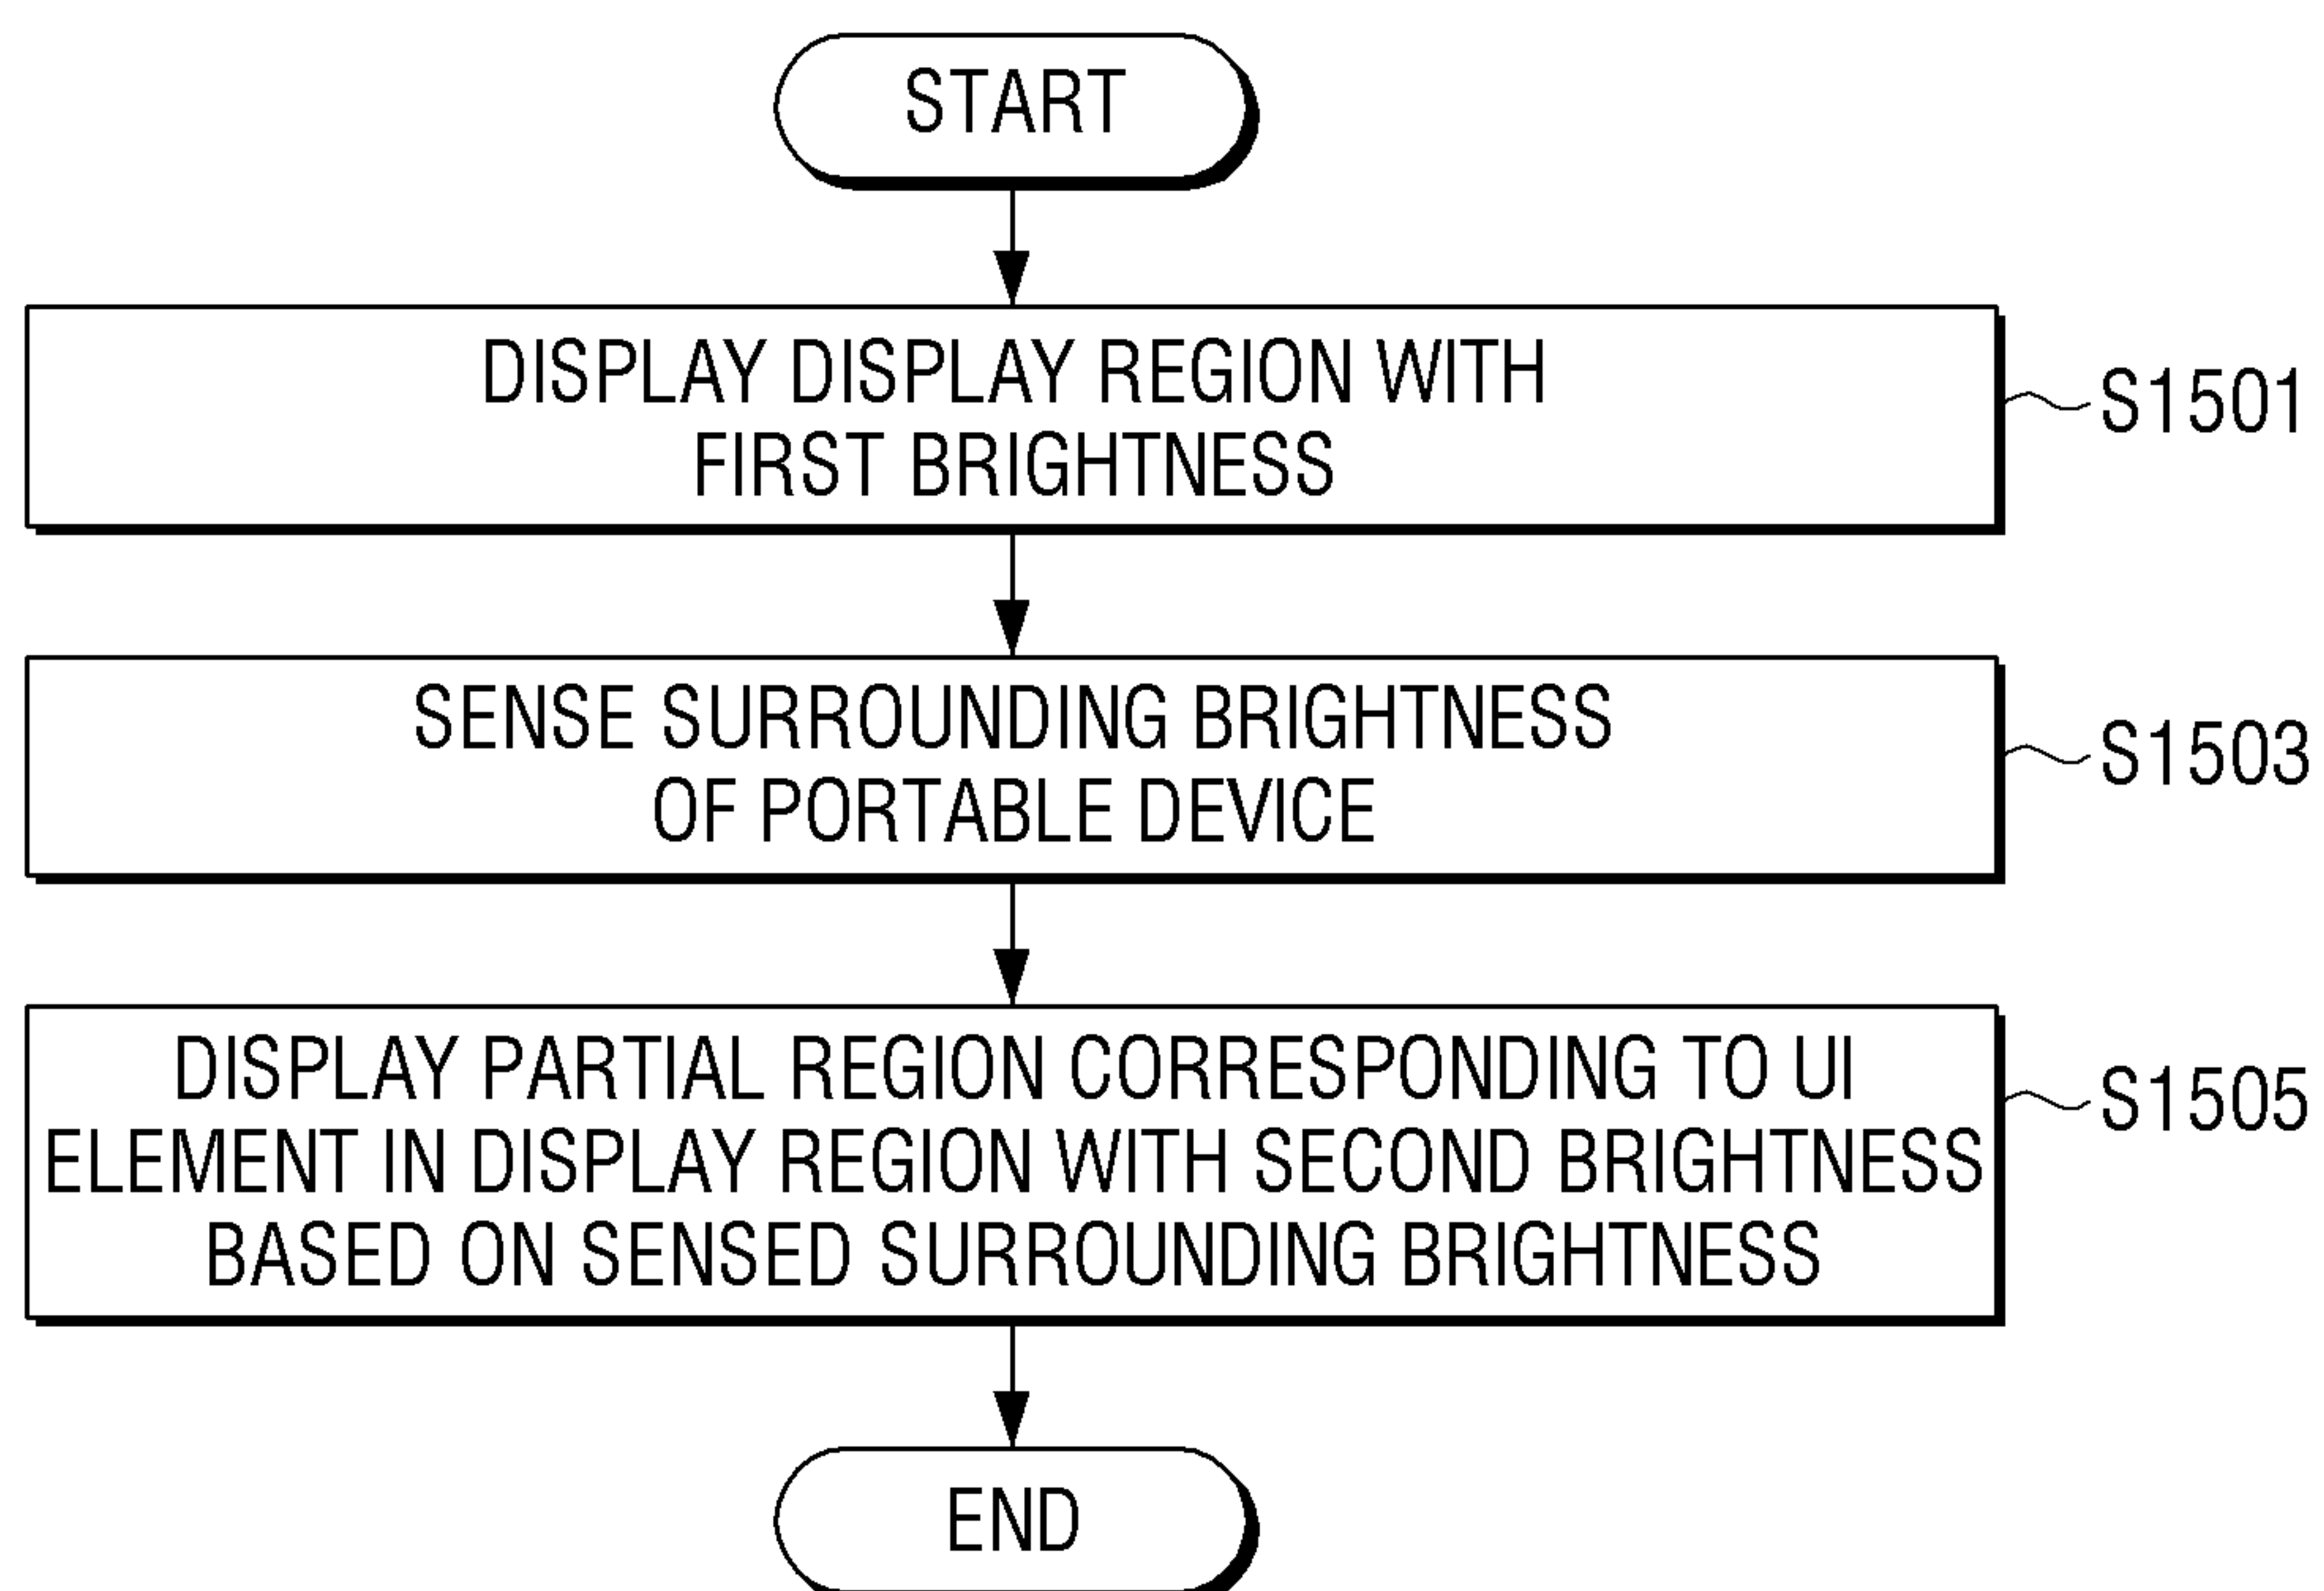 START
DISPLAY DISPLAY REGION WITH
FIRST BRIGHTNESS
S1501
SENSE SURROUNDING BRIGHTNESS
OF PORTABLE DEVICE
S1503
DISPLAY PARTIAL REGION CORRESPONDING TO UI
ELEMENT IN DISPLAY REGION WITH SECOND BRIGHTNESS
BASED ON SENSED SURROUNDING BRIGHTNESS
S1505
END